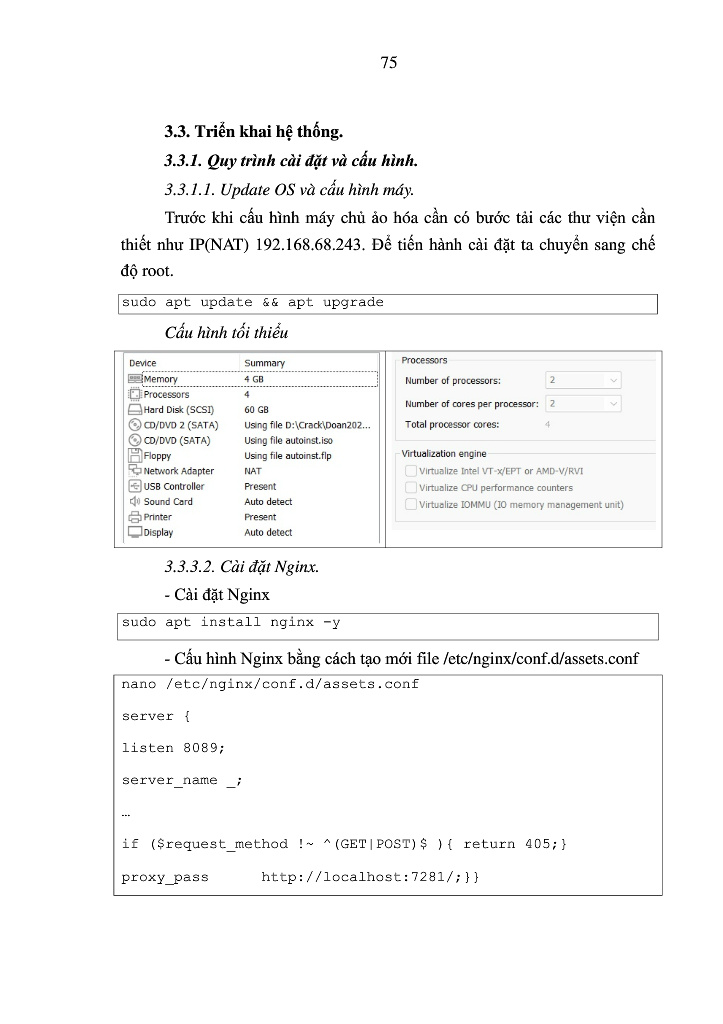 75
3.3. Triển khai hệ thống.
3.3.1. Quy trình cài đặt và cấu hình.
3.3.1.1. Update OS và cấu hình máy.
Trước khi cấu hình máy chủ ảo hóa cần có bước tải các thư viện cần
thiết như IP(NAT) 192.168.68.243. Để tiến hành cài đặt ta chuyển sang chế
độ root.
sudo apt update && apt upgrade
Cấu hình tối thiểu
Device Summary
Memory 4 GB
Processors 4
Hard Disk (SCSI) 60 GB
CD/DVD 2 (SATA) Using file D:\Crack\Doan202...
CD/DVD (SATA) Using file autoinst.iso
Floppy Using file autoinst.flp
Network Adapter NAT
USB Controller Present
Sound Card Auto detect
Printer Present
Display Auto detect
Processors
Number of processors: 2
Number of cores per processor: 2
Total processor cores: 4
Virtualization engine
Virtualize Intel VT-x/EPT or AMD-V/RVI
Virtualize CPU performance counters
Virtualize IOMMU (IO memory management unit)
3.3.3.2. Cài đặt Nginx.
- Cài đặt Nginx
sudo apt install nginx -y
- Cấu hình Nginx bằng cách tạo mới file /etc/nginx/conf.d/assets.conf
nano /etc/nginx/conf.d/assets.conf
server {
listen 8089;
server_name _;
…
if ($request_method !~ ^(GET|POST)$ ){ return 405;}
proxy_pass http://localhost:7281/;}}